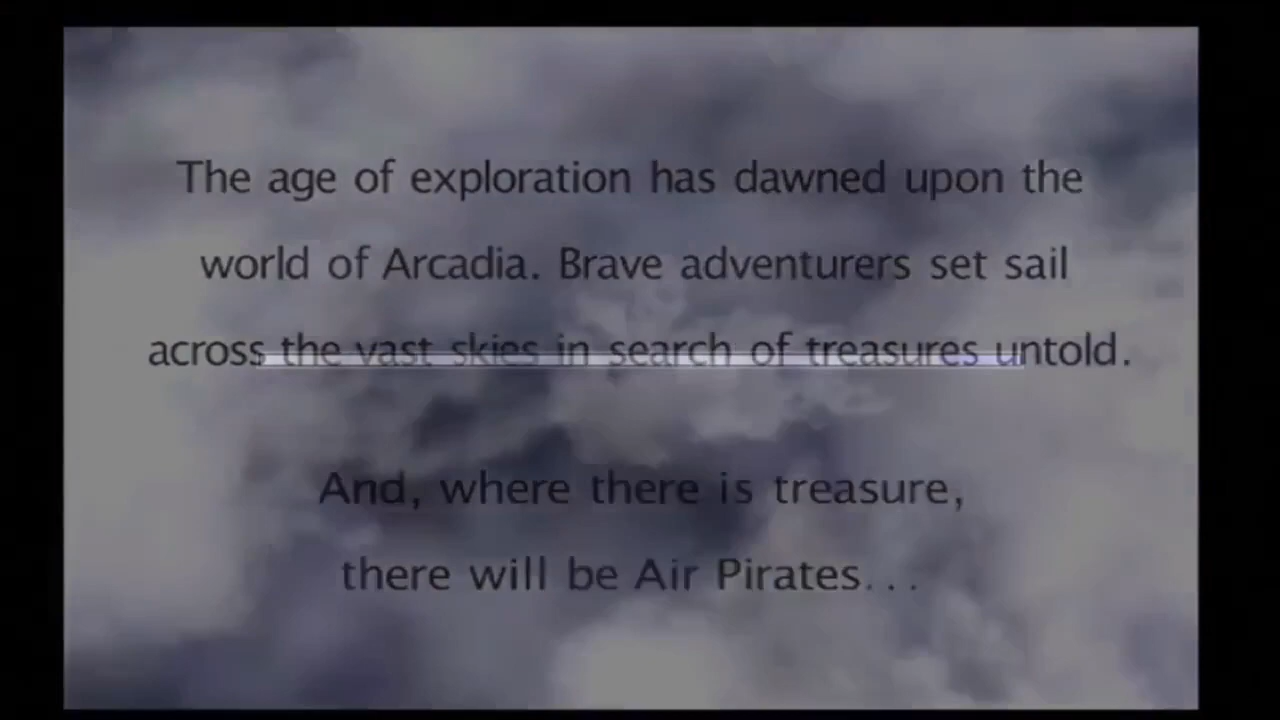 The age of exploration has dawned upon the
world of Arcadia. Brave adventurers set sail
across the vast skies in search of treasures untold.
And, where there is treasure,
there will be Air Pirates...